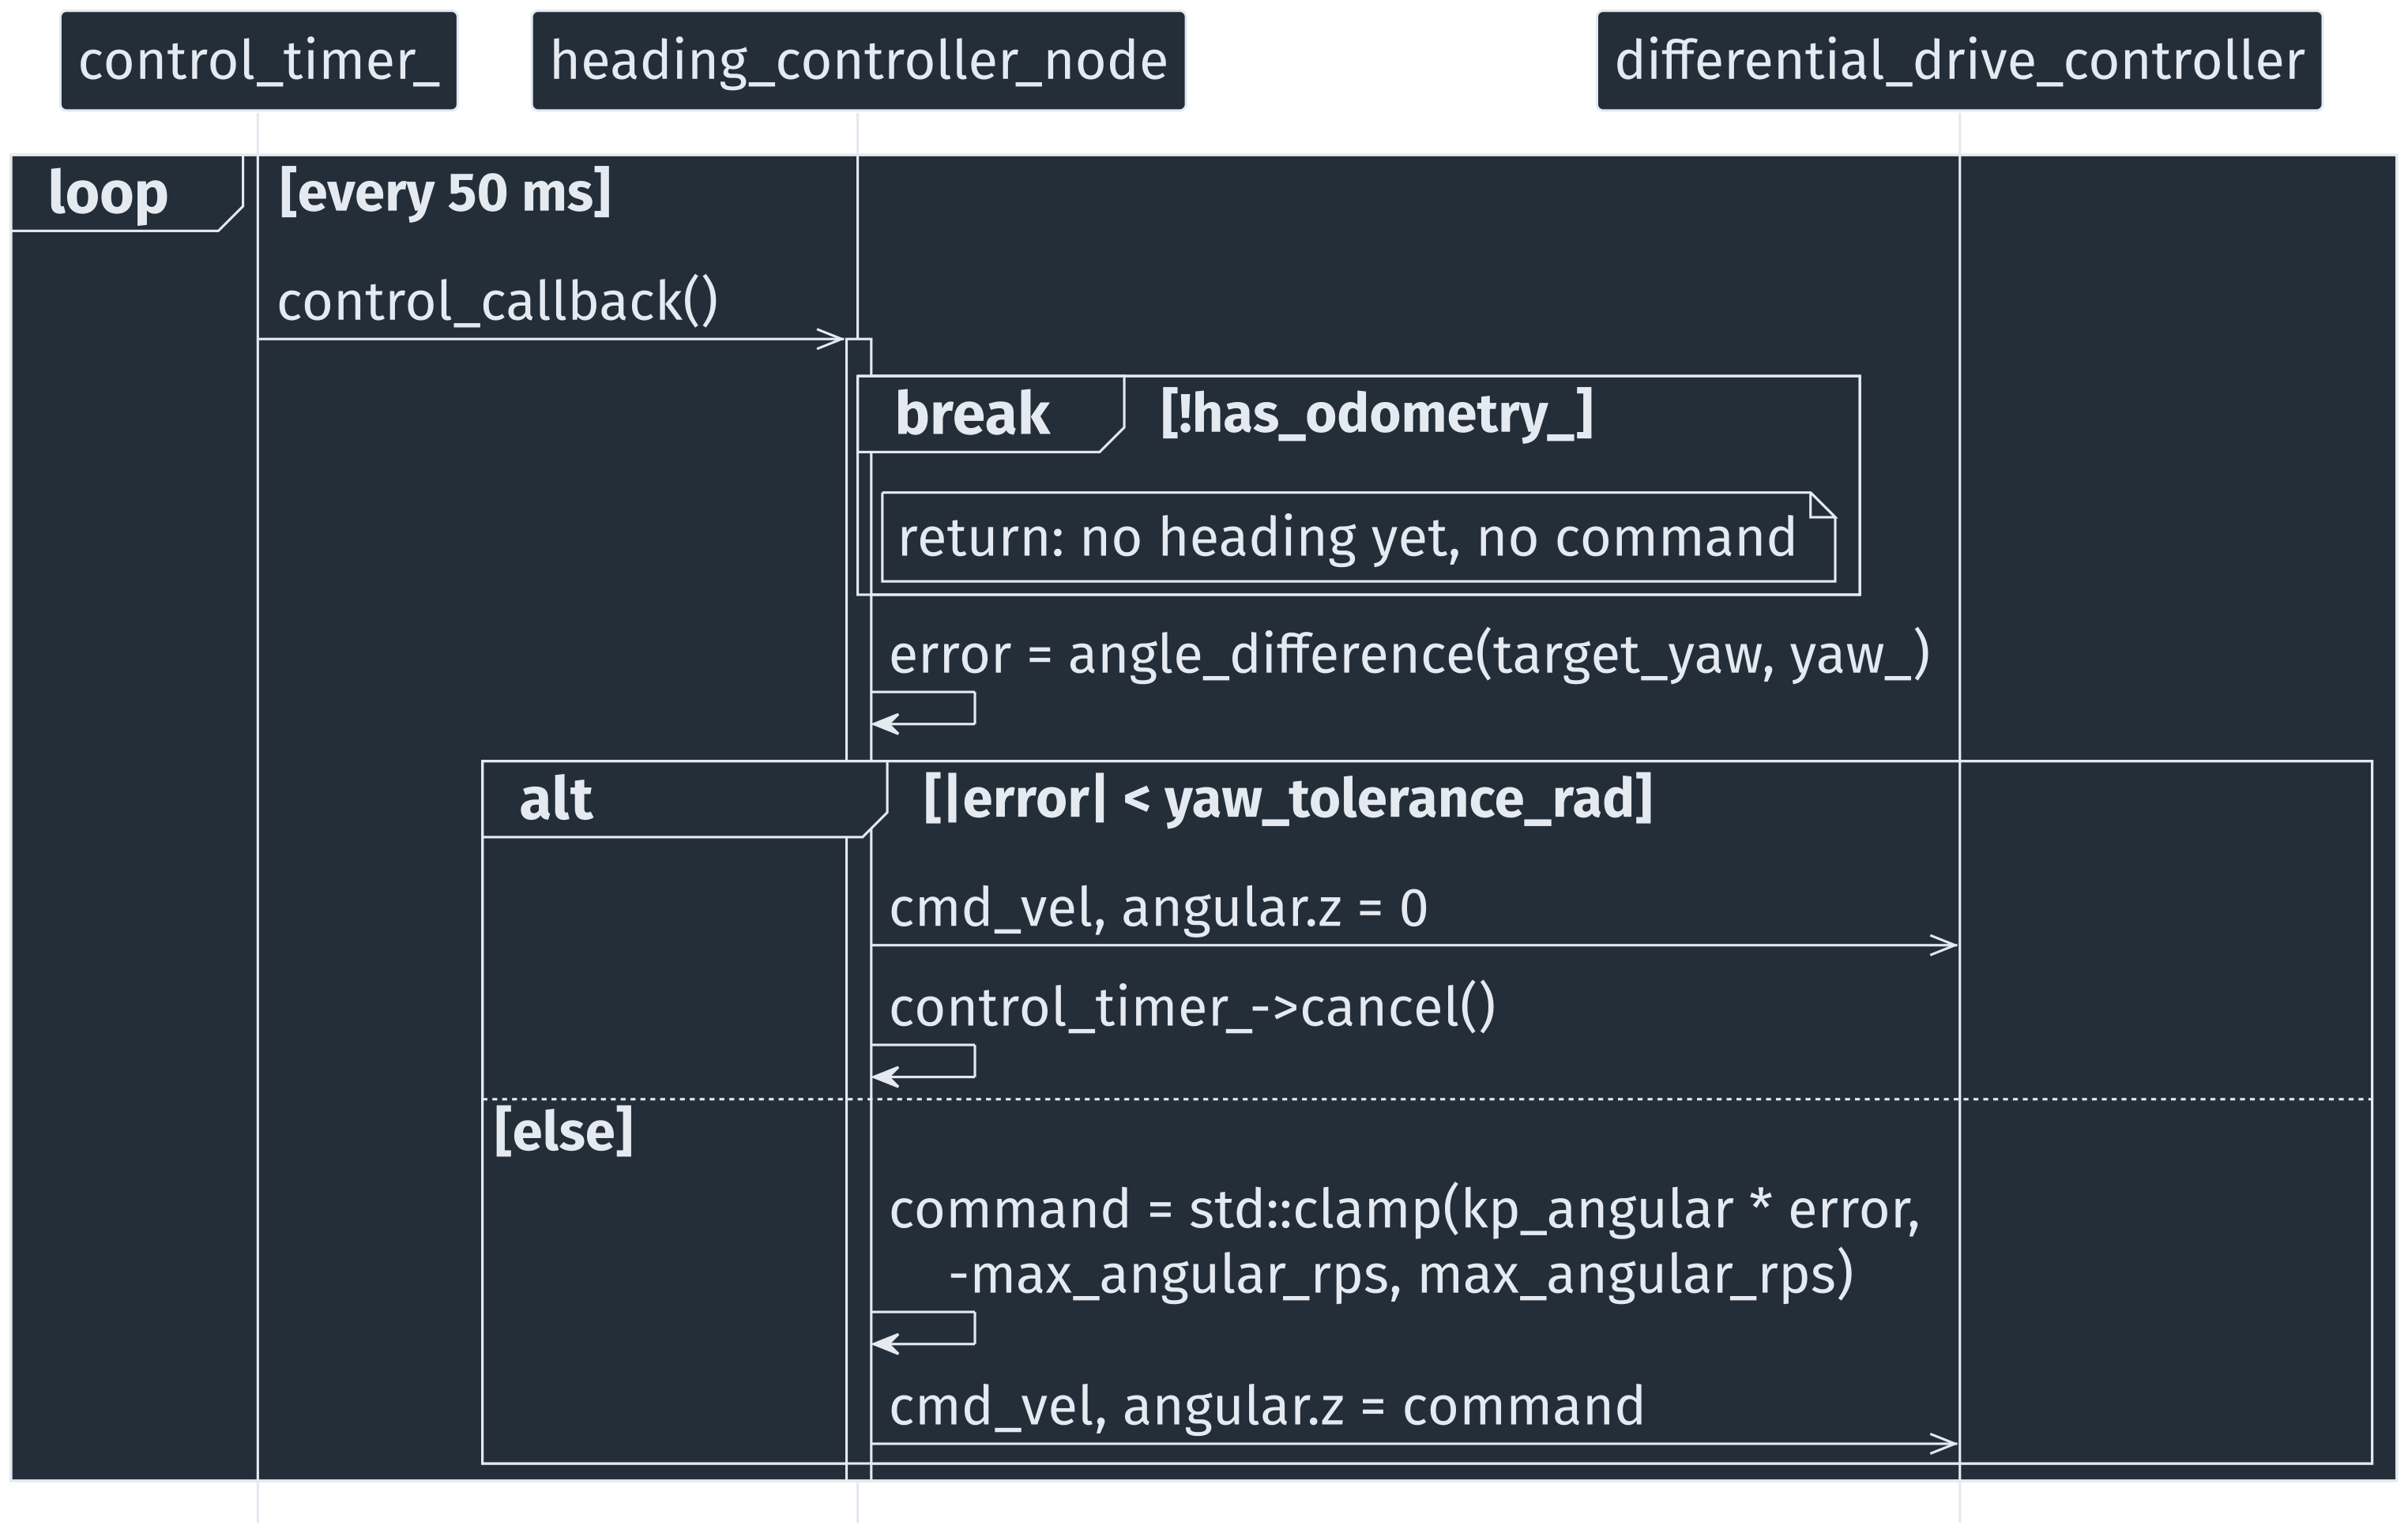 control_timer_
heading_controller_node
differential_drive_controller
loop
[every 50 ms]
control_callback()
break
[!has_odometry_]
return: no heading yet, no command
error = angle_difference(target_yaw, yaw_)
alt
[|error| < yaw_tolerance_rad]
cmd_vel, angular.z = 0
control_timer_->cancel()
[else]
command = std::clamp(kp_angular * error,
-max_angular_rps, max_angular_rps)
cmd_vel, angular.z = command